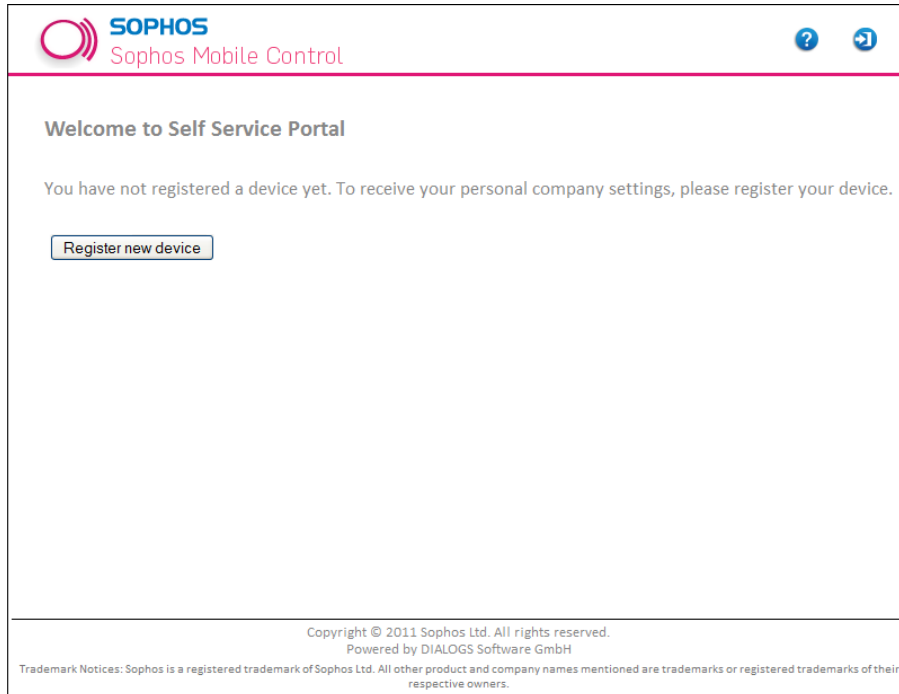 SOPHOS
Sophos Mobile Control
?
Welcome to Self Service Portal
You have not registered a device yet. To receive your personal company settings, please register your device.
Register new device
Copyright © 2011 Sophos Ltd. All rights reserved.
Powered by DIALOGS Software GmbH
Trademark Notices: Sophos is a registered trademark of Sophos Ltd. All other product and company names mentioned are trademarks or registered trademarks of their
respective owners.